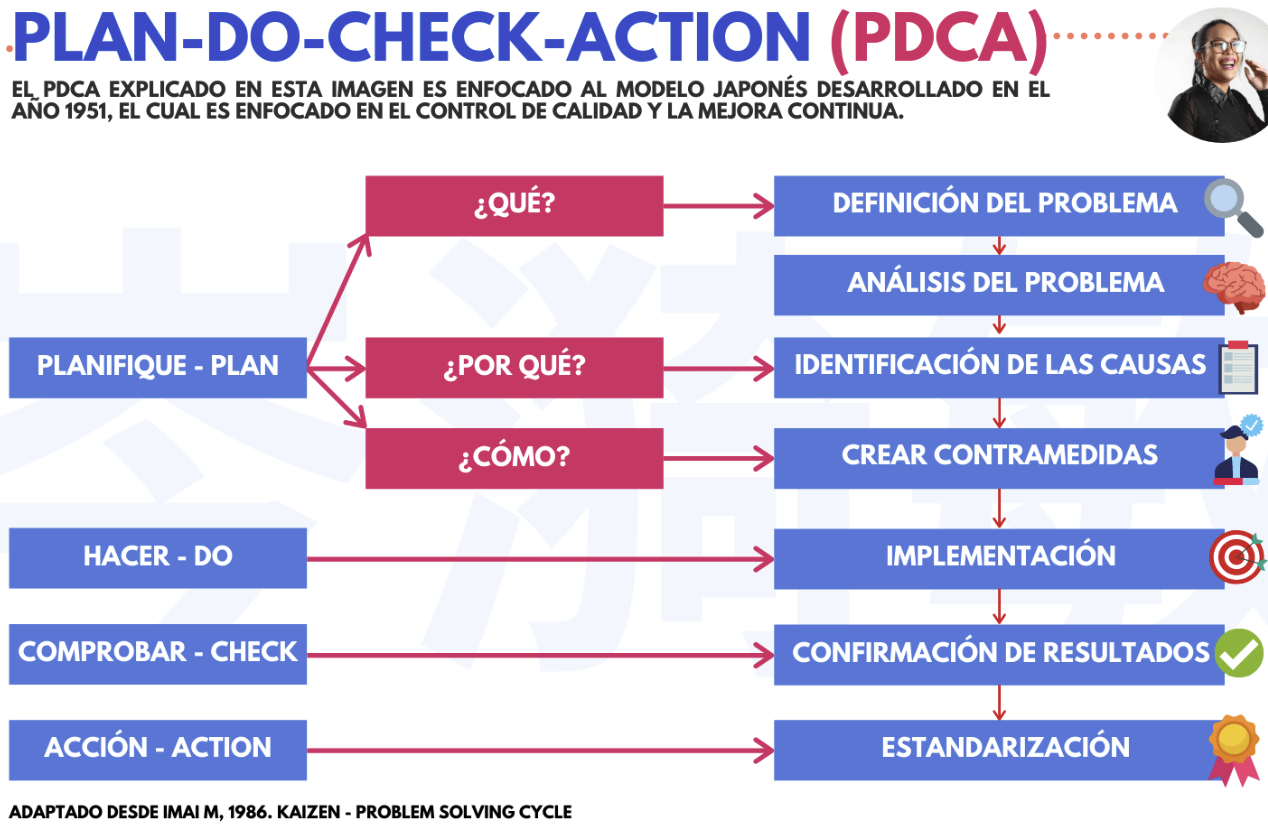 PLAN-DO-CHECK-ACTION (PDCA)
EL PDCA EXPLICADO EN ESTA IMAGEN ES ENFOCADO AL MODELO JAPONÉS DESARROLLADO EN EL
AÑO 1951, EL CUAL ES ENFOCADO EN EL CONTROL DE CALIDAD Y LA MEJORA CONTINUA.
¿QUÉ?
DEFINICIÓN DEL PROBLEMA
ANÁLISIS DEL PROBLEMA
PLANIFIQUE - PLAN
¿POR QUÉ?
IDENTIFICACIÓN DE LAS CAUSAS
¿CÓMO?
CREAR CONTRAMEDIDAS
HACER - DO
IMPLEMENTACIÓN
COMPROBAR - CHECK
CONFIRMACIÓN DE RESULTADOS
ACCIÓN - ACTION
ESTANDARIZACIÓN
ADAPTADO DESDE IMAI M, 1986. KAIZEN - PROBLEM SOLVING CYCLE